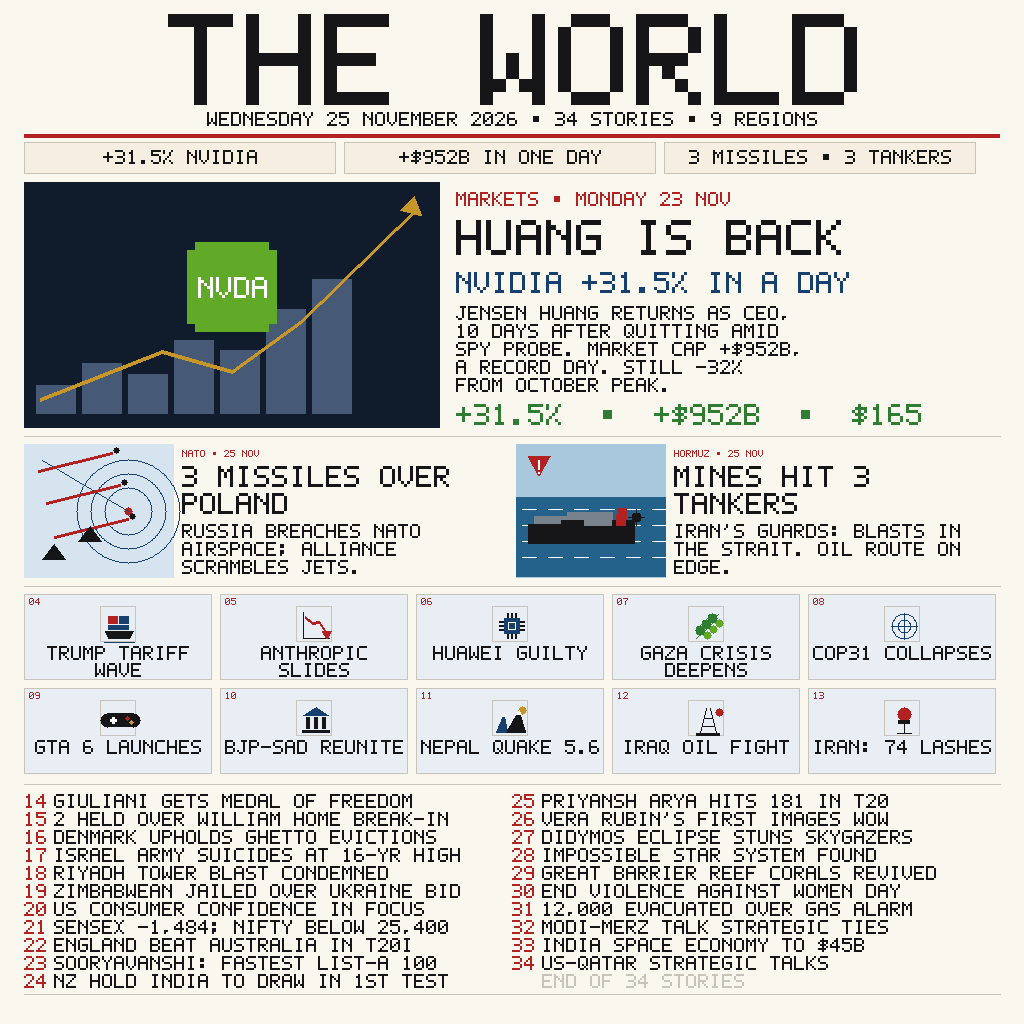 THE WORLD
WEDNESDAY 25 NOVEMBER 2026 ▪ 34 STORIES ▪ 9 REGIONS
+31.5% NVIDIA
+$952B IN ONE DAY
3 MISSILES ▪ 3 TANKERS
NVDA
MARKETS ▪ MONDAY 23 NOV
HUANG IS BACK
NVIDIA +31.5% IN A DAY
JENSEN HUANG RETURNS AS CEO,
10 DAYS AFTER QUITTING AMID
SPY PROBE. MARKET CAP +$952B,
A RECORD DAY. STILL -32%
FROM OCTOBER PEAK.
+31.5% ▪ +$952B ▪ $165
NATO ▪ 25 NOV
3 MISSILES OVER
POLAND
RUSSIA BREACHES NATO
AIRSPACE; ALLIANCE
SCRAMBLES JETS.
!
HORMUZ ▪ 25 NOV
MINES HIT 3
TANKERS
IRAN'S GUARDS: BLASTS IN
THE STRAIT. OIL ROUTE ON
EDGE.
04
TRUMP TARIFF
WAVE
05
ANTHROPIC
SLIDES
06
HUAWEI GUILTY
07
GAZA CRISIS
DEEPENS
08
COP31 COLLAPSES
09
GTA 6 LAUNCHES
10
BJP-SAD REUNITE
11
NEPAL QUAKE 5.6
12
IRAQ OIL FIGHT
13
IRAN: 74 LASHES
14 GIULIANI GETS MEDAL OF FREEDOM
15 2 HELD OVER WILLIAM HOME BREAK-IN
16 DENMARK UPHOLDS GHETTO EVICTIONS
17 ISRAEL ARMY SUICIDES AT 16-YR HIGH
18 RIYADH TOWER BLAST CONDEMNED
19 ZIMBABWEAN JAILED OVER UKRAINE BID
20 US CONSUMER CONFIDENCE IN FOCUS
21 SENSEX -1,484; NIFTY BELOW 25,400
22 ENGLAND BEAT AUSTRALIA IN T20I
23 SOORYAVANSHI: FASTEST LIST-A 100
24 NZ HOLD INDIA TO DRAW IN 1ST TEST
25 PRIYANSH ARYA HITS 181 IN T20
26 VERA RUBIN'S FIRST IMAGES WOW
27 DIDYMOS ECLIPSE STUNS SKYGAZERS
28 IMPOSSIBLE STAR SYSTEM FOUND
29 GREAT BARRIER REEF CORALS REVIVED
30 END VIOLENCE AGAINST WOMEN DAY
31 12,000 EVACUATED OVER GAS ALARM
32 MODI-MERZ TALK STRATEGIC TIES
33 INDIA SPACE ECONOMY TO $45B
34 US-QATAR STRATEGIC TALKS
END OF 34 STORIES